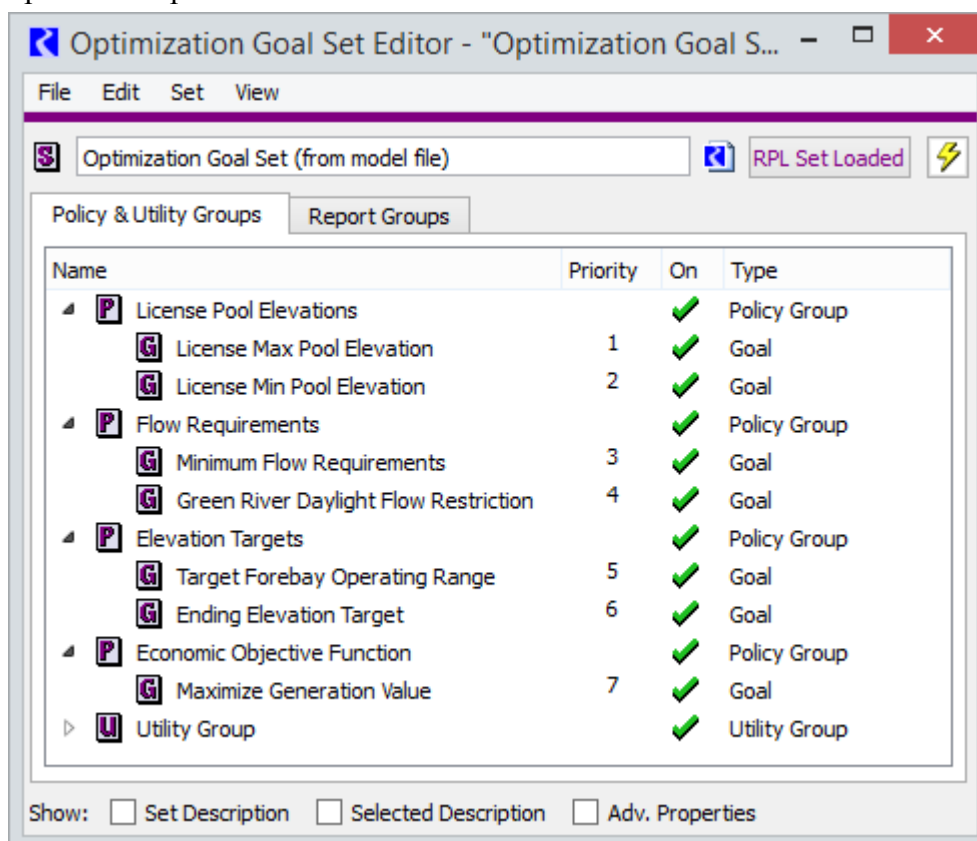 Optimization Goal Set Editor - "Optimization Goal S...
File Edit Set View
S Optimization Goal Set (from model file) RPL Set Loaded
Policy & Utility Groups Report Groups
Name Priority On Type
P License Pool Elevations Policy Group
G License Max Pool Elevation 1 Goal
G License Min Pool Elevation 2 Goal
P Flow Requirements Policy Group
G Minimum Flow Requirements 3 Goal
G Green River Daylight Flow Restriction 4 Goal
P Elevation Targets Policy Group
G Target Forebay Operating Range 5 Goal
G Ending Elevation Target 6 Goal
P Economic Objective Function Policy Group
G Maximize Generation Value 7 Goal
U Utility Group Utility Group
Show: Set Description Selected Description Adv. Properties